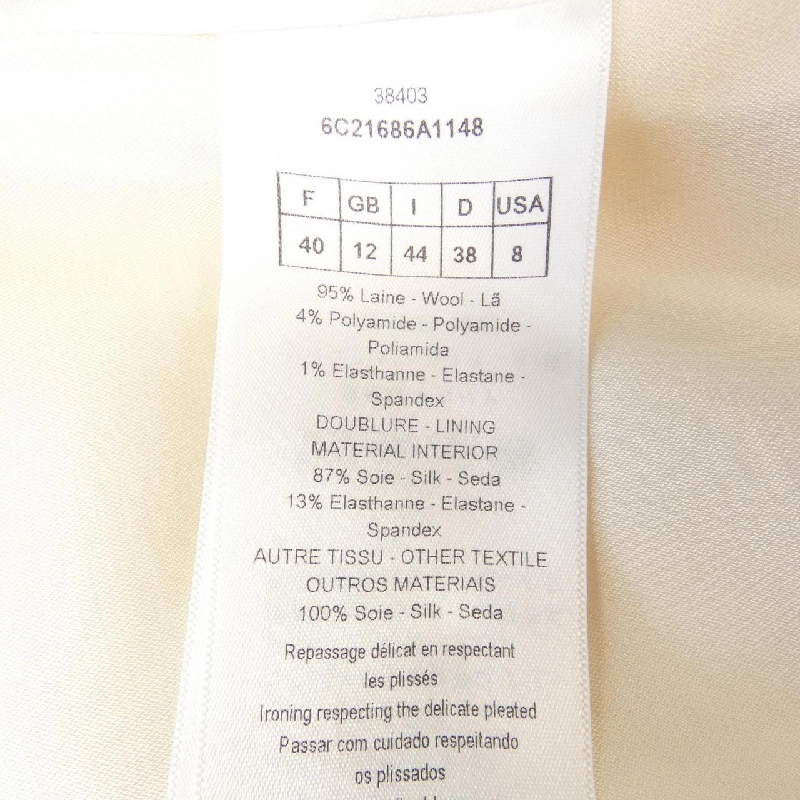 38403
6C21686A1148
F GB I D USA
40 12 44 38 8
95% Laine - Wool - Lã
4% Polyamide - Polyamide -
Poliamida
1% Elasthanne - Elastane -
Spandex
DOUBLURE - LINING
MATERIAL INTERIOR
87% Soie - Silk - Seda
13% Elasthanne - Elastane -
Spandex
AUTRE TISSU - OTHER TEXTILE
OUTROS MATERIAIS
100% Soie - Silk - Seda
Repassage délicat en respectant
les plissés
Ironing respecting the delicate pleated
Passar com cuidado respeitando
os plissados